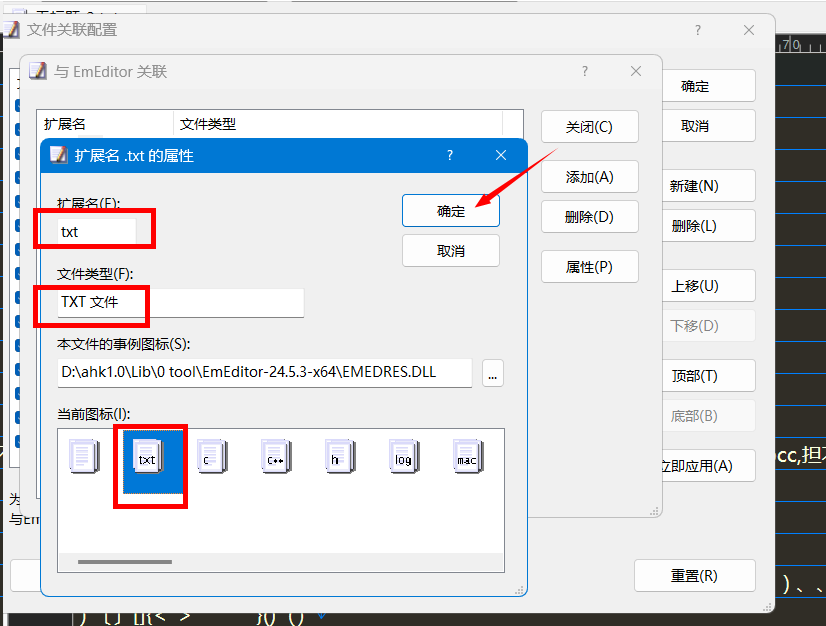 文件关联配置
与 EmEditor 关联
扩展名 文件类型
扩展名 .txt 的属性
扩展名(E):
txt
文件类型(F):
TXT 文件
本文件的事例图标(S):
D:\ahk1.0\Lib\0 tool\EmEditor-24.5.3-x64\EMEDRES.DLL
...
当前图标(I):
txt
c
c++
h
log
mac
确定
取消
关闭(C)
添加(A)
删除(D)
属性(P)
确定
取消
新建(N)
删除(L)
上移(U)
下移(D)
顶部(T)
底部(B)
立即应用(A)
重置(R)
为
与Em
70
cc,担